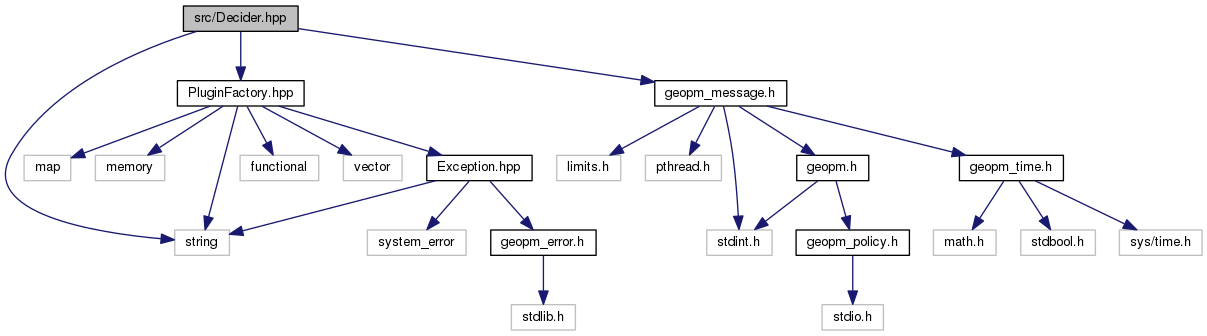 src/Decider.hpp
PluginFactory.hpp
geopm_message.h
map
memory
functional
vector
Exception.hpp
limits.h
pthread.h
geopm.h
geopm_time.h
string
system_error
geopm_error.h
stdint.h
geopm_policy.h
math.h
stdbool.h
sys/time.h
stdlib.h
stdio.h